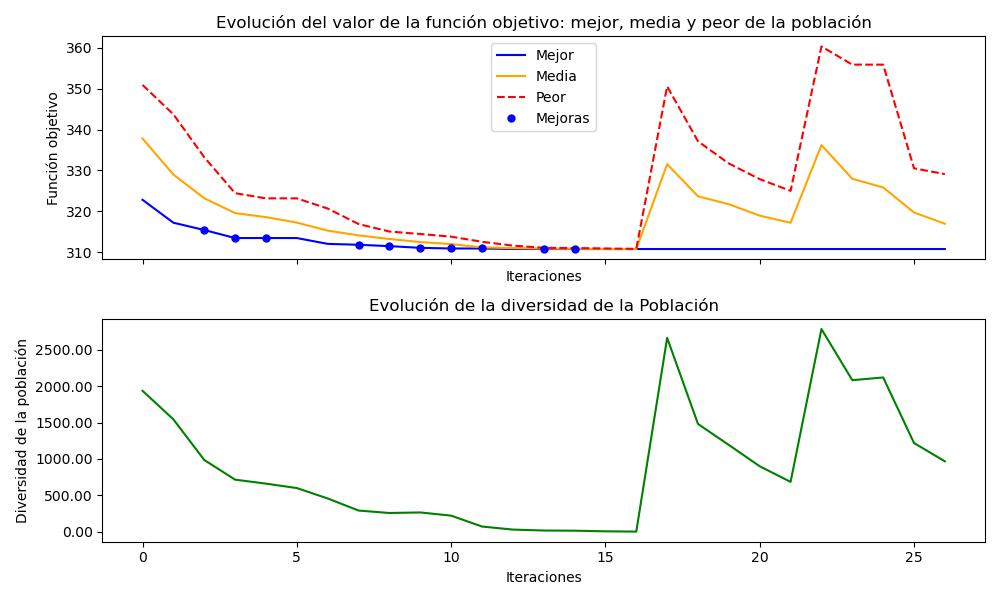 Evolución del valor de la función objetivo: mejor, media y peor de la población
Función objetivo
360
350
340
330
320
310
Mejor
Media
Peor
Mejoras
Iteraciones
Evolución de la diversidad de la Población
Diversidad de la población
2500.00
2000.00
1500.00
1000.00
500.00
0.00
0 5 10 15 20 25
Iteraciones